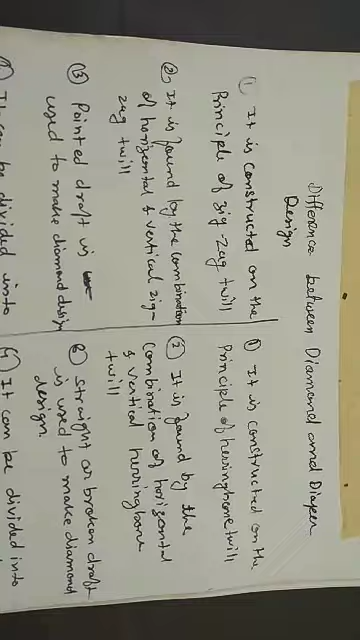 Difference between Diamond and Diaper
Design
① It is constructed on the
Principle of zig zag twill
② It is found by the combination
of horizontal & vertical zig-
zag twill
③ Pointed draft is
used to make diamond design
It can be divided into
① It is constructed on the
Principle of herringbone twill
② It is found by the
Combination of horizontal
& vertical herringbone
twill
③ Straight or broken draft
is used to make diamond
design.
④ It can be divided into